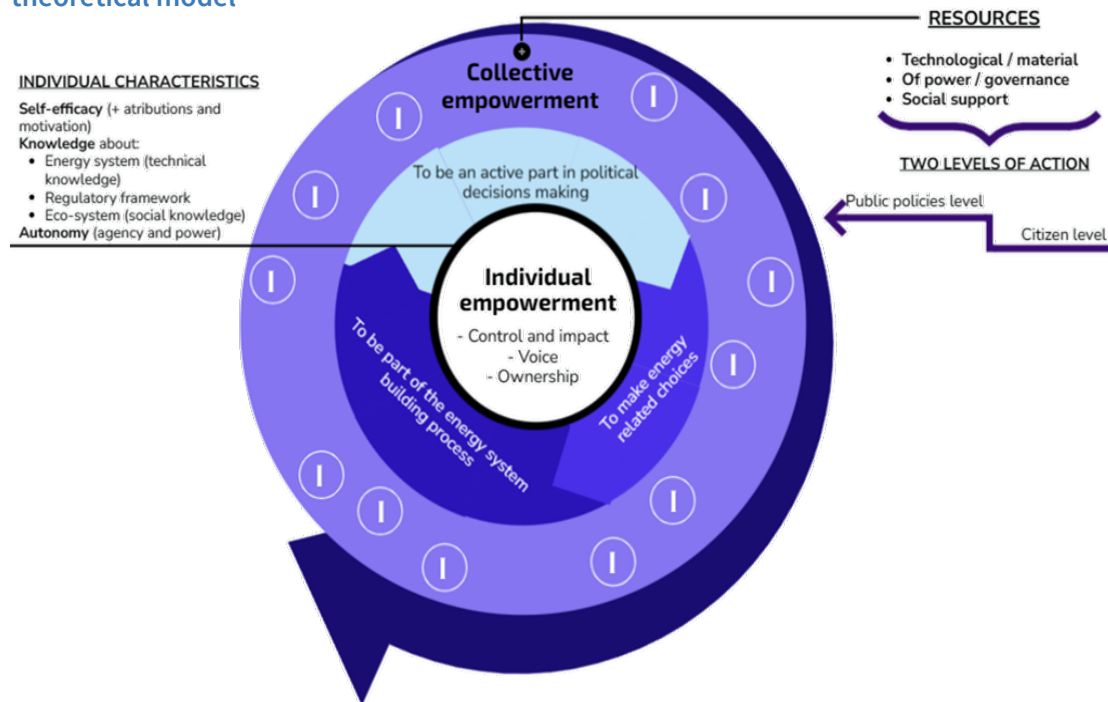 theoretical model
RESOURCES
• Technological / material
• Of power / governance
• Social support
TWO LEVELS OF ACTION
Public policies level
Citizen level
INDIVIDUAL CHARACTERISTICS
Self-efficacy (+ atributions and
motivation)
Knowledge about:
• Energy system (technical
knowledge)
• Regulatory framework
• Eco-system (social knowledge)
Autonomy (agency and power)
+
Collective
empowerment
To be an active part in political
decisions making
Individual
empowerment
- Control and impact
- Voice
- Ownership
To be part of the energy system
building process
To make energy
related choices
I
I
I
I
I
I
I
I
I
I
I
I
I